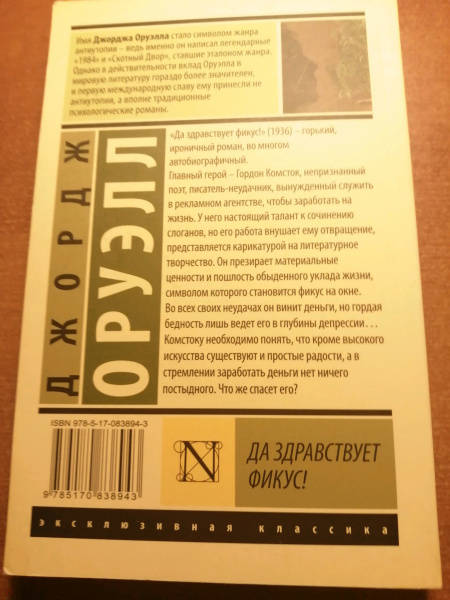 Имя Джорджа Оруэлла стало символом жанра
антиутопии – ведь именно он написал легендарные
«1984» и «Скотный Двор», ставшие эталоном жанра.
Однако в действительности вклад Оруэлла в
мировую литературу гораздо более значителен,
и первую международную славу ему принесли не
антиутопии, а вполне традиционные
психологические романы.
ДЖОРДЖ
ОРУЭЛЛ
«Да здравствует фикус!» (1936) – горький,
ироничный роман, во многом
автобиографичный.
Главный герой – Гордон Комсток, непризнанный
поэт, писатель-неудачник, вынужденный служить
в рекламном агентстве, чтобы заработать на
жизнь. У него настоящий талант к сочинению
слоганов, но его работа внушает ему отвращение,
представляется карикатурой на литературное
творчество. Он презирает материальные
ценности и пошлость обыденного уклада жизни,
символом которого становится фикус на окне.
Во всех своих неудачах он винит деньги, но гордая
бедность лишь ведет его в глубины депрессии…
Комстоку необходимо понять, что кроме высокого
искусства существуют и простые радости, а в
стремлении заработать деньги нет ничего
постыдного. Что же спасет его?
ISBN 978-5-17-083894-3
9 785170 838943
N
ДА ЗДРАВСТВУЕТ
ФИКУС!
эксклюзивная классика